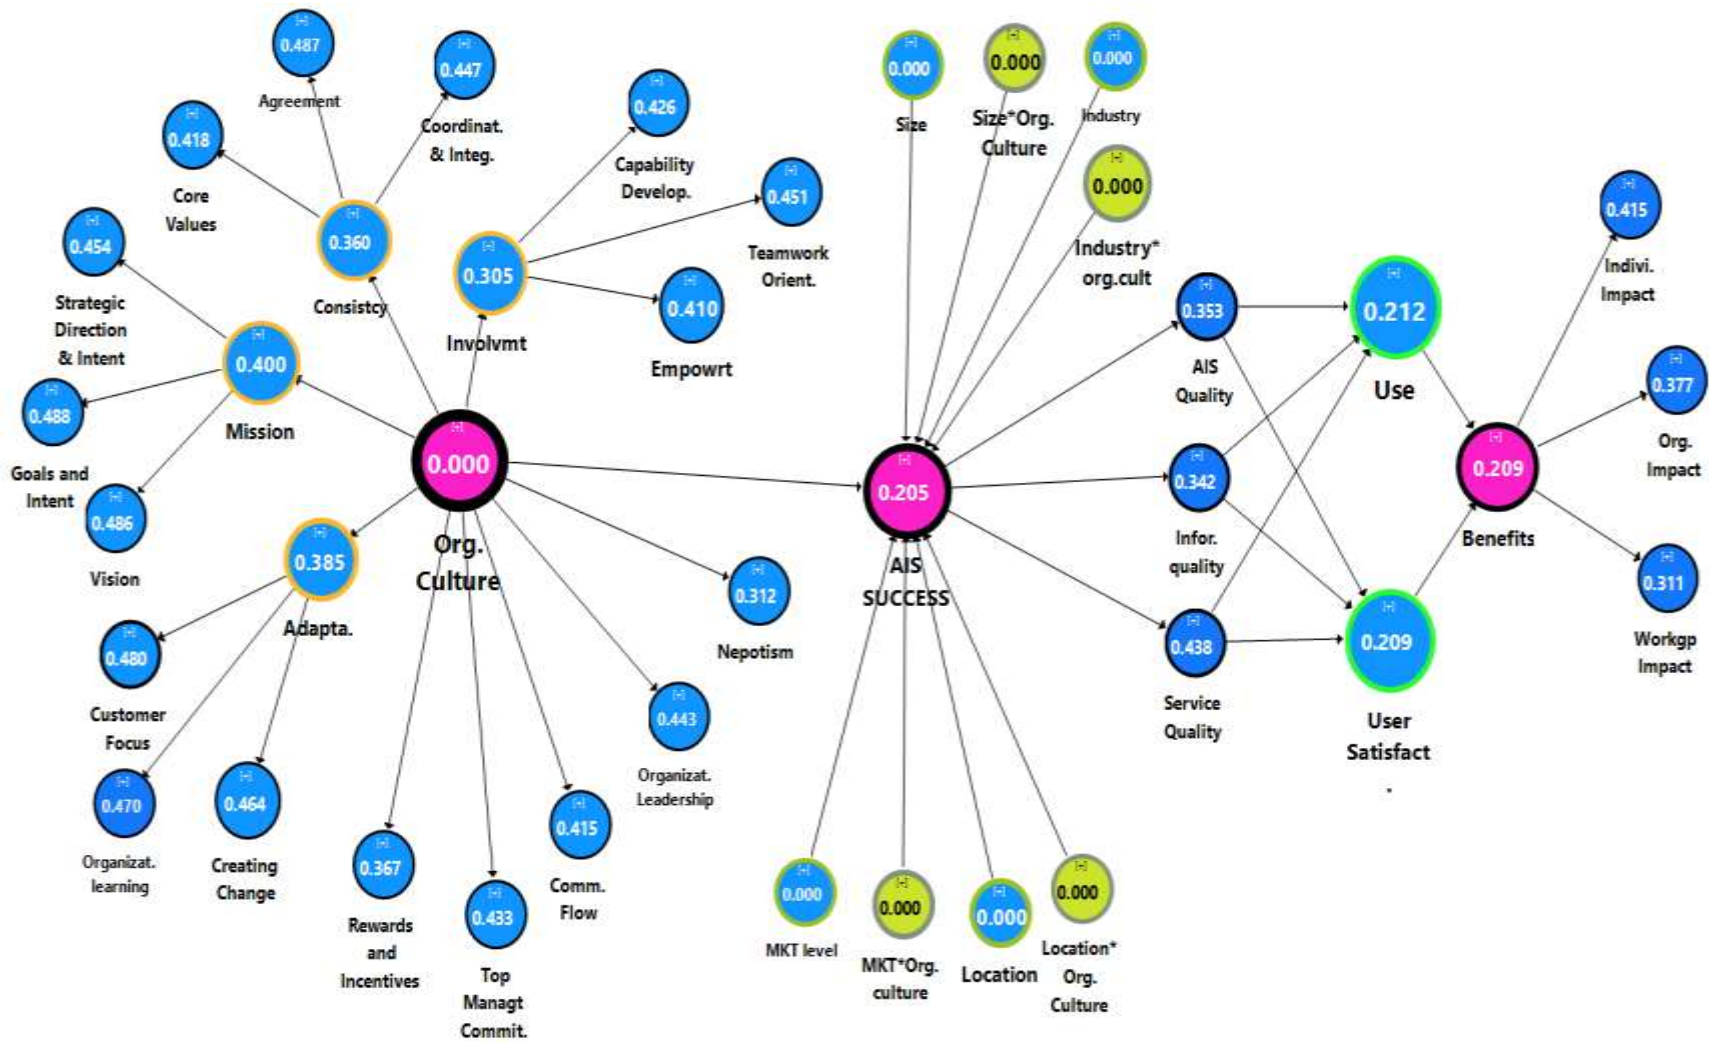 [+]
0.487
Agreement
[+]
0.447
Coordinat.
& Integ.
[+]
0.418
Core
Values
[+]
0.360
Consistcy
[+]
0.454
Strategic
Direction
& Intent
[+]
0.400
Mission
[+]
0.488
Goals and
Intent
[+]
0.486
Vision
[+]
0.305
Involvmt
[+]
0.426
Capability
Develop.
[+]
0.451
Teamwork
Orient.
[+]
0.410
Empowrt
[+]
0.000
Org.
Culture
[+]
0.385
Adapta.
[+]
0.480
Customer
Focus
[+]
0.470
Organizat.
learning
[+]
0.464
Creating
Change
[+]
0.367
Rewards
and
Incentives
[+]
0.433
Top
Managt
Commit.
[+]
0.415
Comm.
Flow
[+]
0.443
Organizat.
Leadership
[+]
0.312
Nepotism
[+]
0.000
Size
[+]
0.000
Size*Org.
Culture
[+]
0.000
Industry
[+]
0.000
Industry*
org.cult
[+]
0.205
AIS
SUCCESS
[+]
0.000
MKT level
[+]
0.000
MKT*Org.
culture
[+]
0.000
Location
[+]
0.000
Location*
Org.
Culture
[+]
0.353
AIS
Quality
[+]
0.342
Infor.
quality
[+]
0.438
Service
Quality
[+]
0.212
Use
[+]
0.209
User
Satisfact
.
[+]
0.209
Benefits
[+]
0.415
Indivi.
Impact
[+]
0.377
Org.
Impact
[+]
0.311
Workgp
Impact